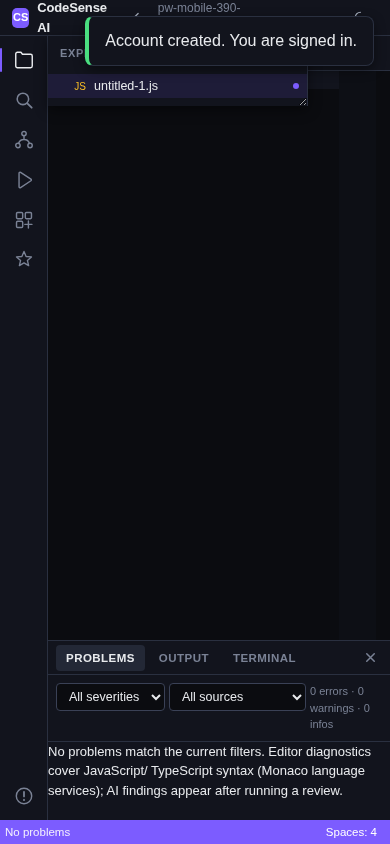 CS
CodeSense
AI
pw-mobile-390-
Account created. You are signed in.
EXP
JS untitled-1.js
PROBLEMS OUTPUT TERMINAL
All severities All sources
0 errors · 0
warnings · 0
infos
No problems match the current filters. Editor diagnostics
cover JavaScript/ TypeScript syntax (Monaco language
services); AI findings appear after running a review.
No problems Spaces: 4